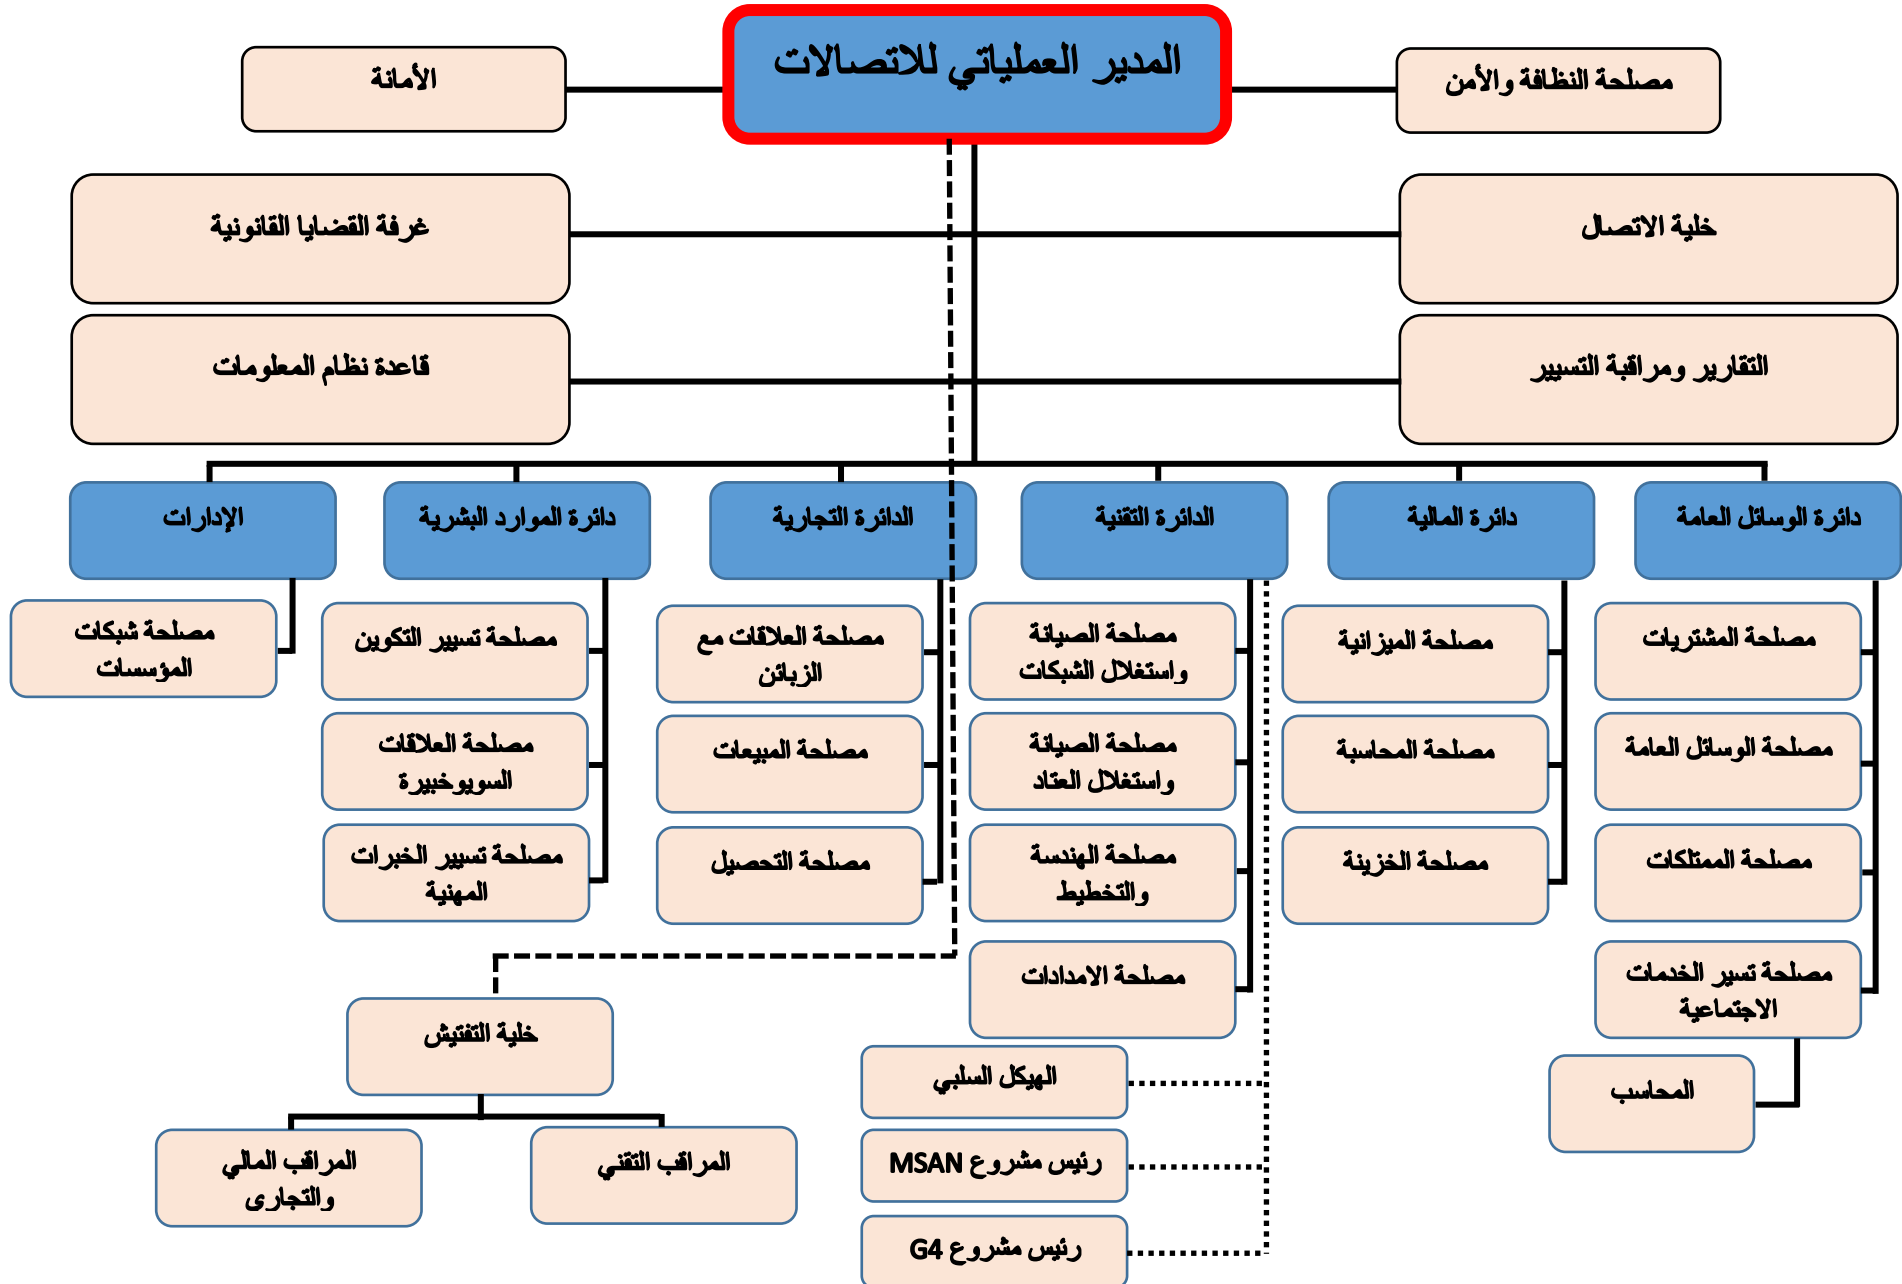 المدير العملياتي للاتصالات
مصلحة النظافة والأمن
الأمانة
خلية الاتصال
غرفة القضايا القانونية
التقارير ومراقبة التسيير
قاعدة نظام المعلومات
دائرة الوسائل العامة
دائرة المالية
الدائرة التقنية
الدائرة التجارية
دائرة الموارد البشرية
الإدارات
مصلحة المشتريات
مصلحة الوسائل العامة
مصلحة الممتلكات
مصلحة تسير الخدمات
الاجتماعية
المحاسب
مصلحة الميزانية
مصلحة المحاسبة
مصلحة الخزينة
مصلحة الصيانة
واستغلال الشبكات
مصلحة الصيانة
واستغلال العتاد
مصلحة الهندسة
والتخطيط
مصلحة الامدادات
الهيكل السلبي
رئيس مشروع MSAN
رئيس مشروع G4
مصلحة العلاقات مع
الزبائن
مصلحة المبيعات
مصلحة التحصيل
مصلحة تسيير التكوين
مصلحة العلاقات
السويوخبيرة
مصلحة تسيير الخبرات
المهنية
مصلحة شبكات
المؤسسات
خلية التفتيش
المراقب التقني
المراقب المالي
والتجارى